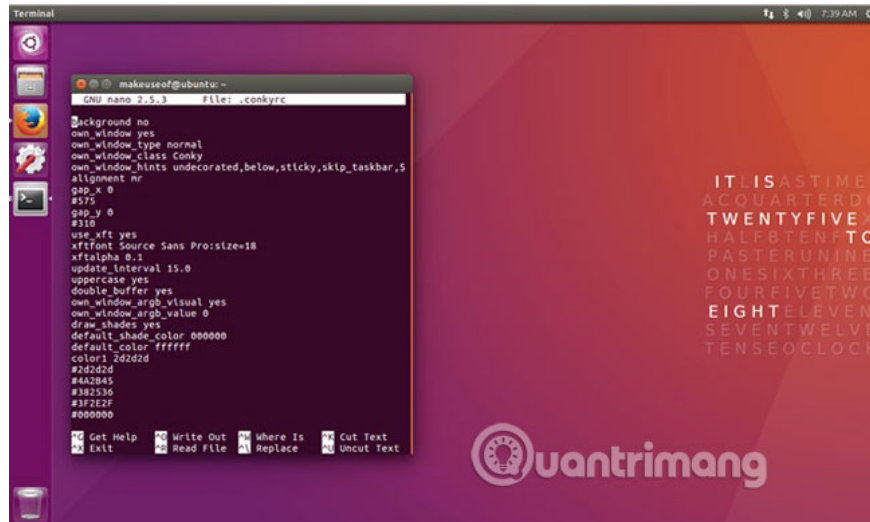 Terminal
7:39 AM
makeuseof@ubuntu: ~
GNU nano 2.5.3 File: .conkyrc
background no
own_window yes
own_window_type normal
own_window_class Conky
own_window_hints undecorated,below,sticky,skip_taskbar,$
alignment mr
gap_x 0
#575
gap_y 0
#310
use_xft yes
xftfont Source Sans Pro:size=18
xftalpha 0.1
update_interval 15.0
uppercase yes
double_buffer yes
own_window_argb_visual yes
own_window_argb_value 0
draw_shades yes
default_shade_color 000000
default_color ffffff
color1 2d2d2d
#2d2d2d
#4A2B45
#382536
#3F2E2F
#000000
^G Get Help ^O Write Out ^W Where Is ^K Cut Text
^X Exit ^R Read File ^\ Replace ^U Uncut Text
ITLISASTIME
ACQUARTERDC
TWENTYFIVEX
HALFBTENFTO
PASTERUNINE
ONESIXTHREE
FOURFIVETWO
EIGHTELEVEN
SEVENTWELVE
TENSEOCLOCK
Quantrimang